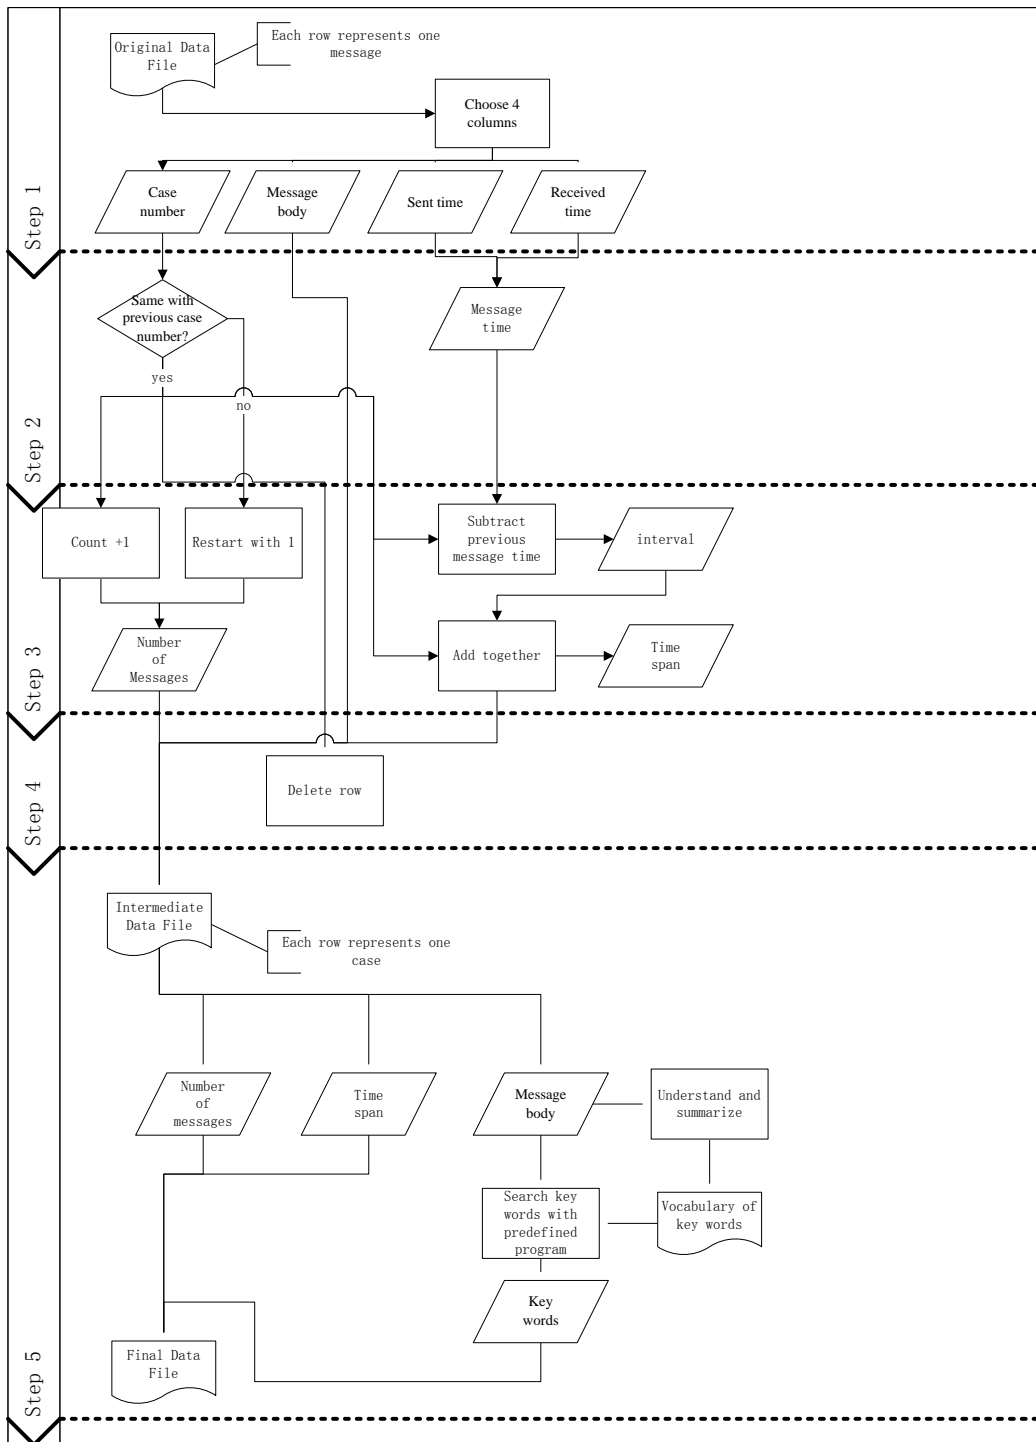 Original Data
File
Each row represents one
message
Choose 4
columns
Case
number
Message
body
Sent time
Received
time
Step 1
Same with
previous case
number?
Message
time
yes
no
Step 2
Count +1
Restart with 1
Subtract
previous
message time
interval
Number
of
Messages
Add together
Time
span
Step 3
Delete row
Step 4
Intermediate
Data File
Each row represents one
case
Number
of
messages
Time
span
Message
body
Understand and
summarize
Search key
words with
predefined
program
Vocabulary of
key words
Key
words
Final Data
File
Step 5